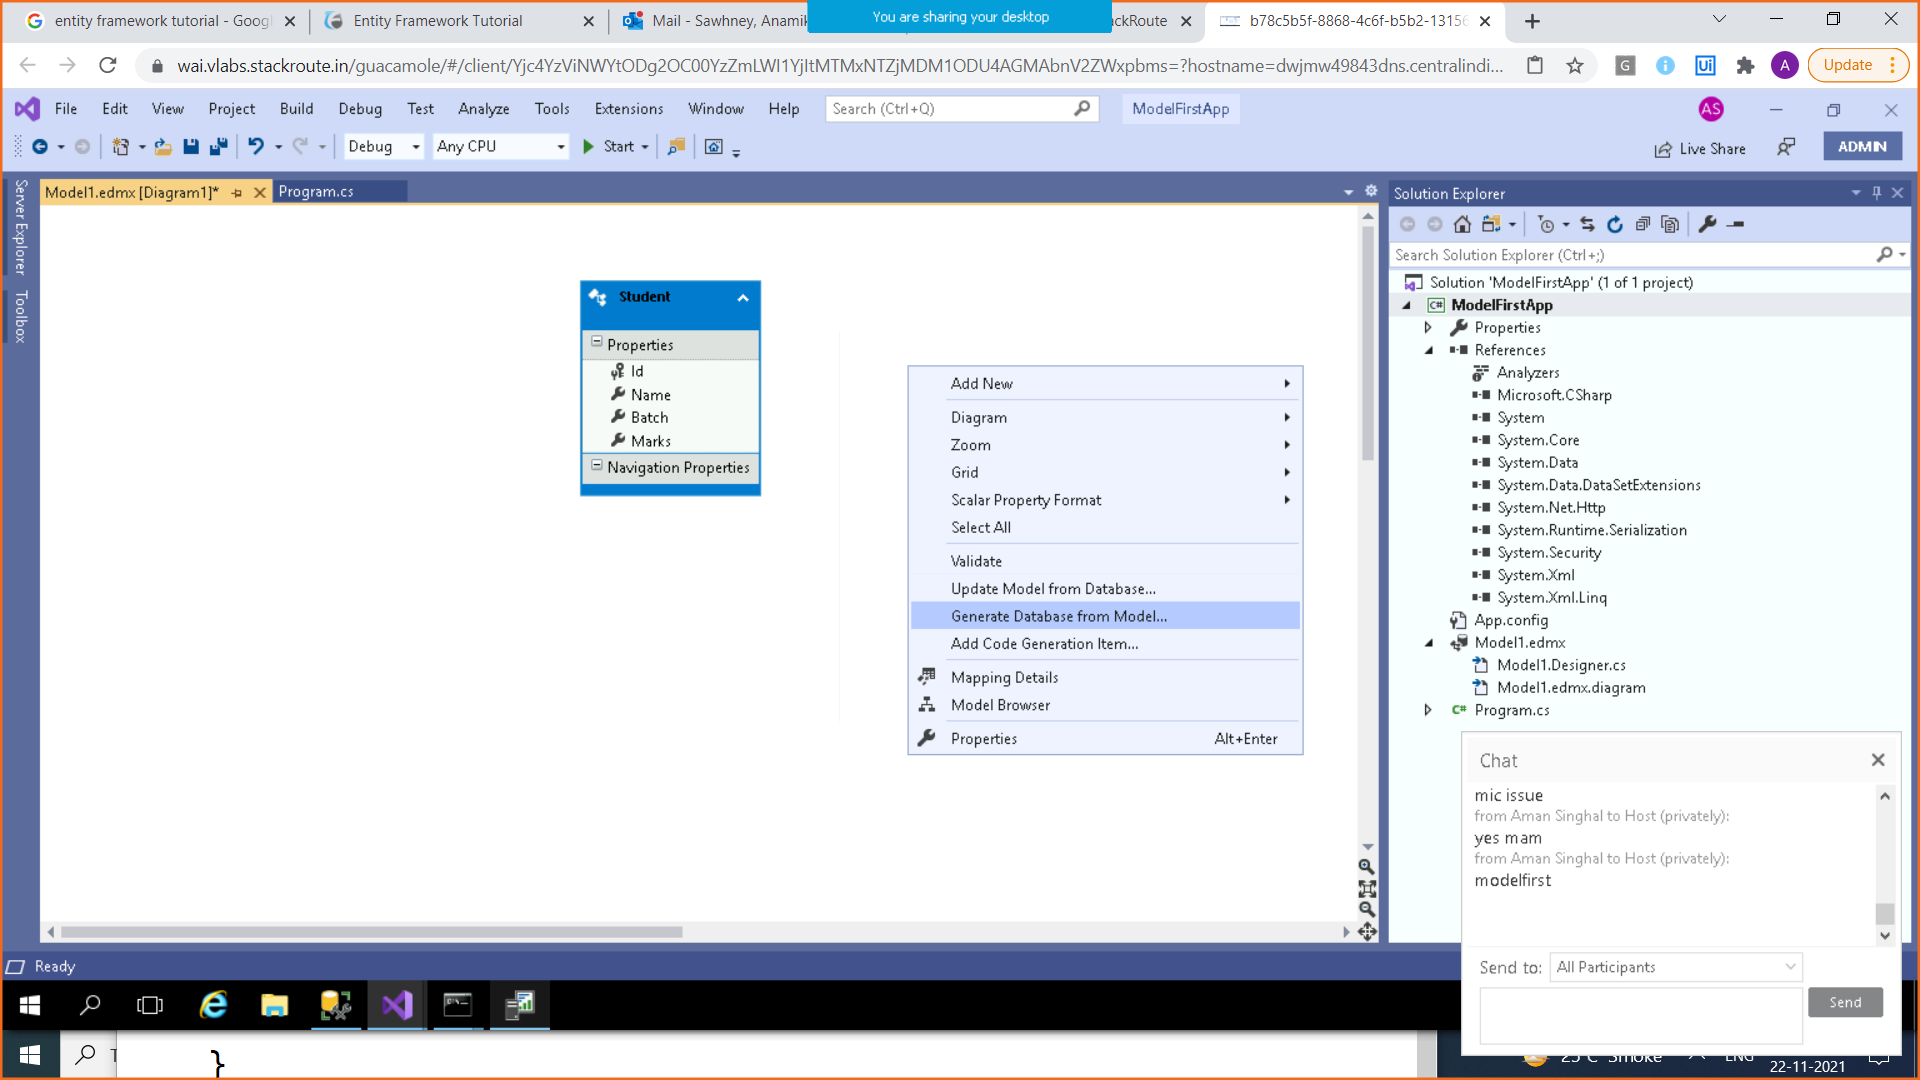 entity framework tutorial - Goog
Entity Framework Tutorial
Mail - Sawhney, Anamik
You are sharing your desktop
ckRoute
b78c5b5f-8868-4c6f-b5b2-13156
wai.vlabs.stackroute.in/guacamole/#/client/Yjc4YzViNWYtODg2OC00YzZmLWI1YjItMTMxNTZjMDM1ODU4AGMAbnV2ZWxpbms=?hostname=dwjmw49843dns.centralindi...
G
Ui
A
Update
File Edit View Project Build Debug Test Analyze Tools Extensions Window Help
Search (Ctrl+Q)
ModelFirstApp
AS
Debug
Any CPU
Start
Live Share
ADMIN
Server Explorer
Toolbox
Model1.edmx [Diagram1]*
Program.cs
Student
Properties
Id
Name
Batch
Marks
Navigation Properties
Add New
Diagram
Zoom
Grid
Scalar Property Format
Select All
Validate
Update Model from Database...
Generate Database from Model...
Add Code Generation Item...
Mapping Details
Model Browser
Properties Alt+Enter
Solution Explorer
Search Solution Explorer (Ctrl+;)
Solution 'ModelFirstApp' (1 of 1 project)
C# ModelFirstApp
Properties
References
Analyzers
Microsoft.CSharp
System
System.Core
System.Data
System.Data.DataSetExtensions
System.Net.Http
System.Runtime.Serialization
System.Security
System.Xml
System.Xml.Linq
App.config
Model1.edmx
Model1.Designer.cs
Model1.edmx.diagram
C# Program.cs
Chat
mic issue
from Aman Singhal to Host (privately):
yes mam
from Aman Singhal to Host (privately):
modelfirst
Send to: All Participants
Send
Ready
}
25°C Smoke
ENG
22-11-2021